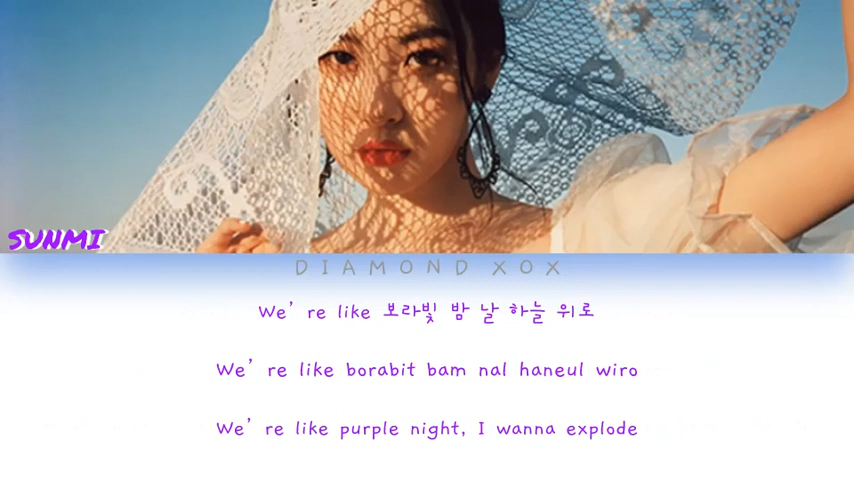 SUNMI
DIAMOND XOX
We're like 보라빛 밤 날 하늘 위로
We're like borabit bam nal haneul wiro
We're like purple night, I wanna explode